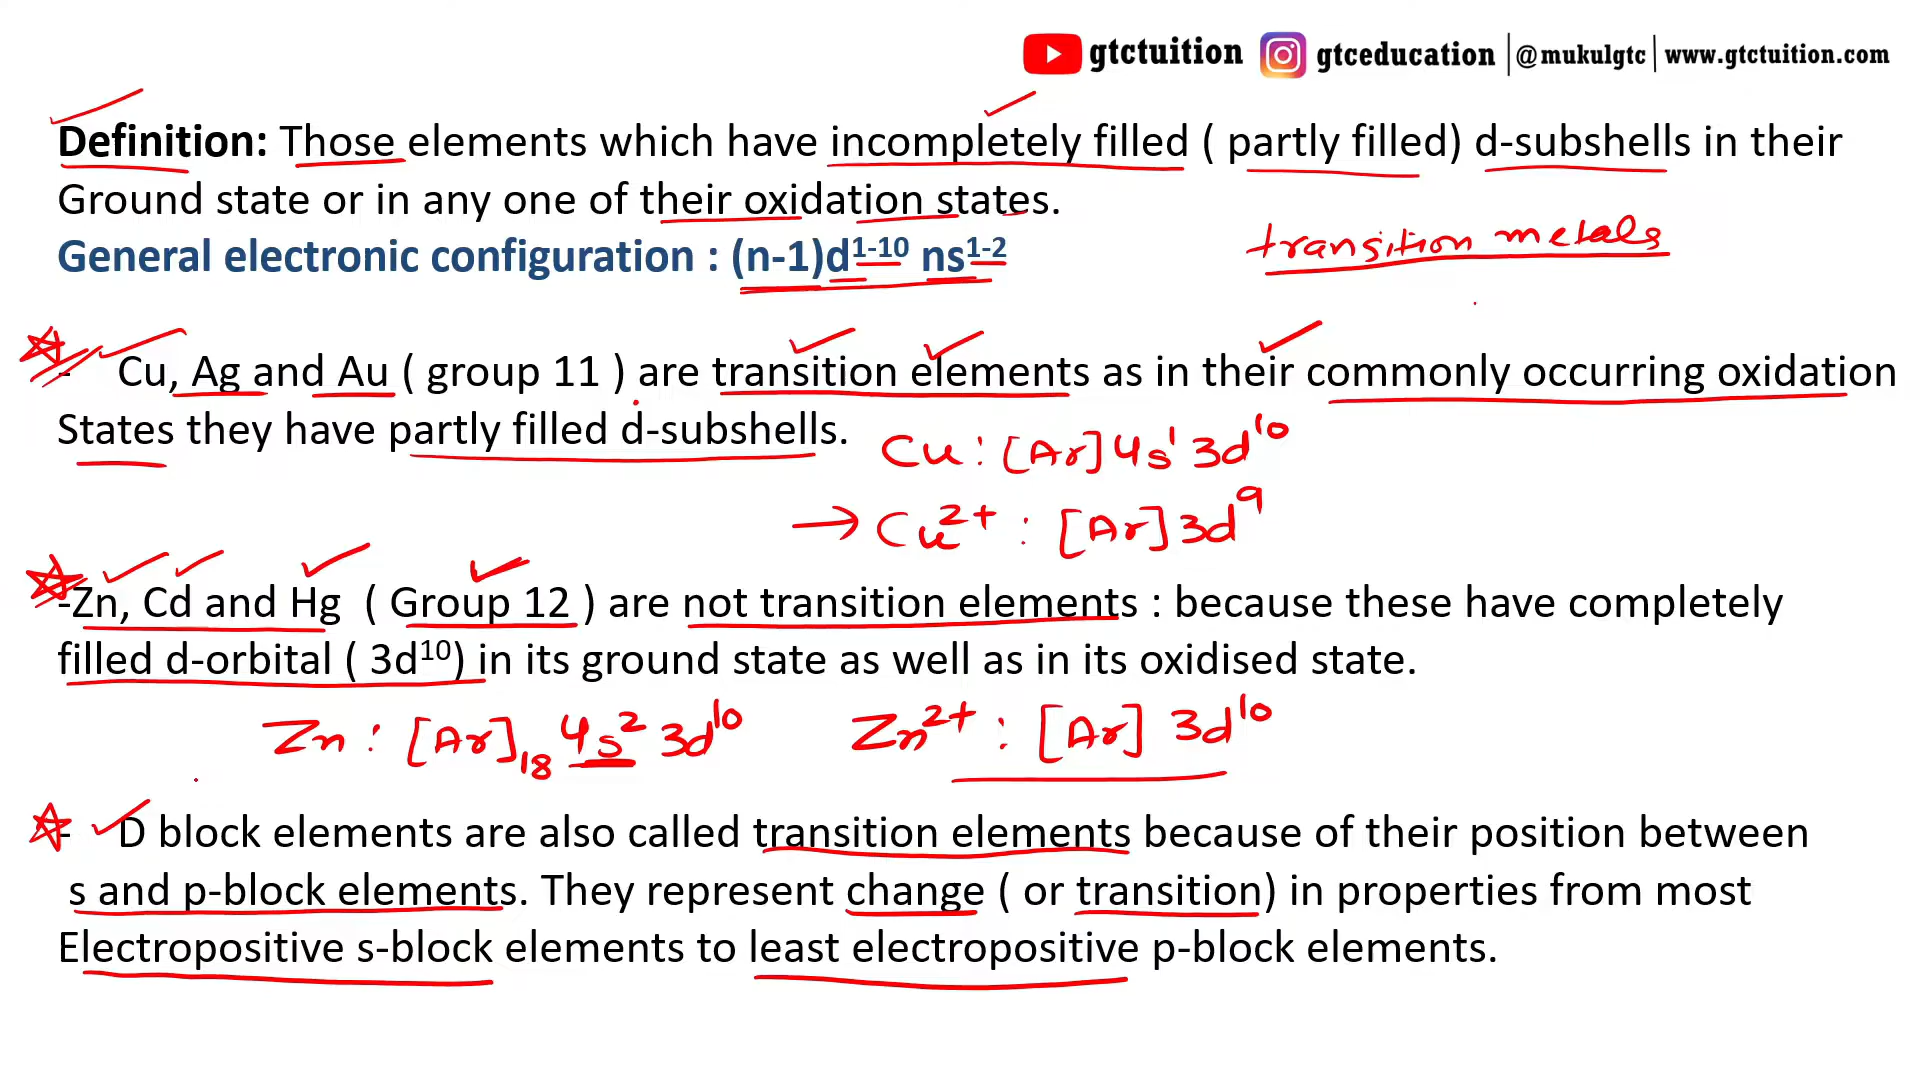 gtctuition gtceducation |@mukulgtc| www.gtctuition.com
Definition: Those elements which have incompletely filled ( partly filled) d-subshells in their
Ground state or in any one of their oxidation states.
transition metals
General electronic configuration : (n-1)d¹⁻¹⁰ ns¹⁻²
- Cu, Ag and Au ( group 11 ) are transition elements as in their commonly occurring oxidation
States they have partly filled d-subshells.
Cu : [Ar] 4s¹ 3d¹⁰
→ Cu²⁺ : [Ar] 3d⁹
-Zn, Cd and Hg ( Group 12 ) are not transition elements : because these have completely
filled d-orbital ( 3d¹⁰) in its ground state as well as in its oxidised state.
Zn : [Ar]₁₈ 4s² 3d¹⁰ Zn²⁺ : [Ar] 3d¹⁰
- D block elements are also called transition elements because of their position between
s and p-block elements. They represent change ( or transition) in properties from most
Electropositive s-block elements to least electropositive p-block elements.